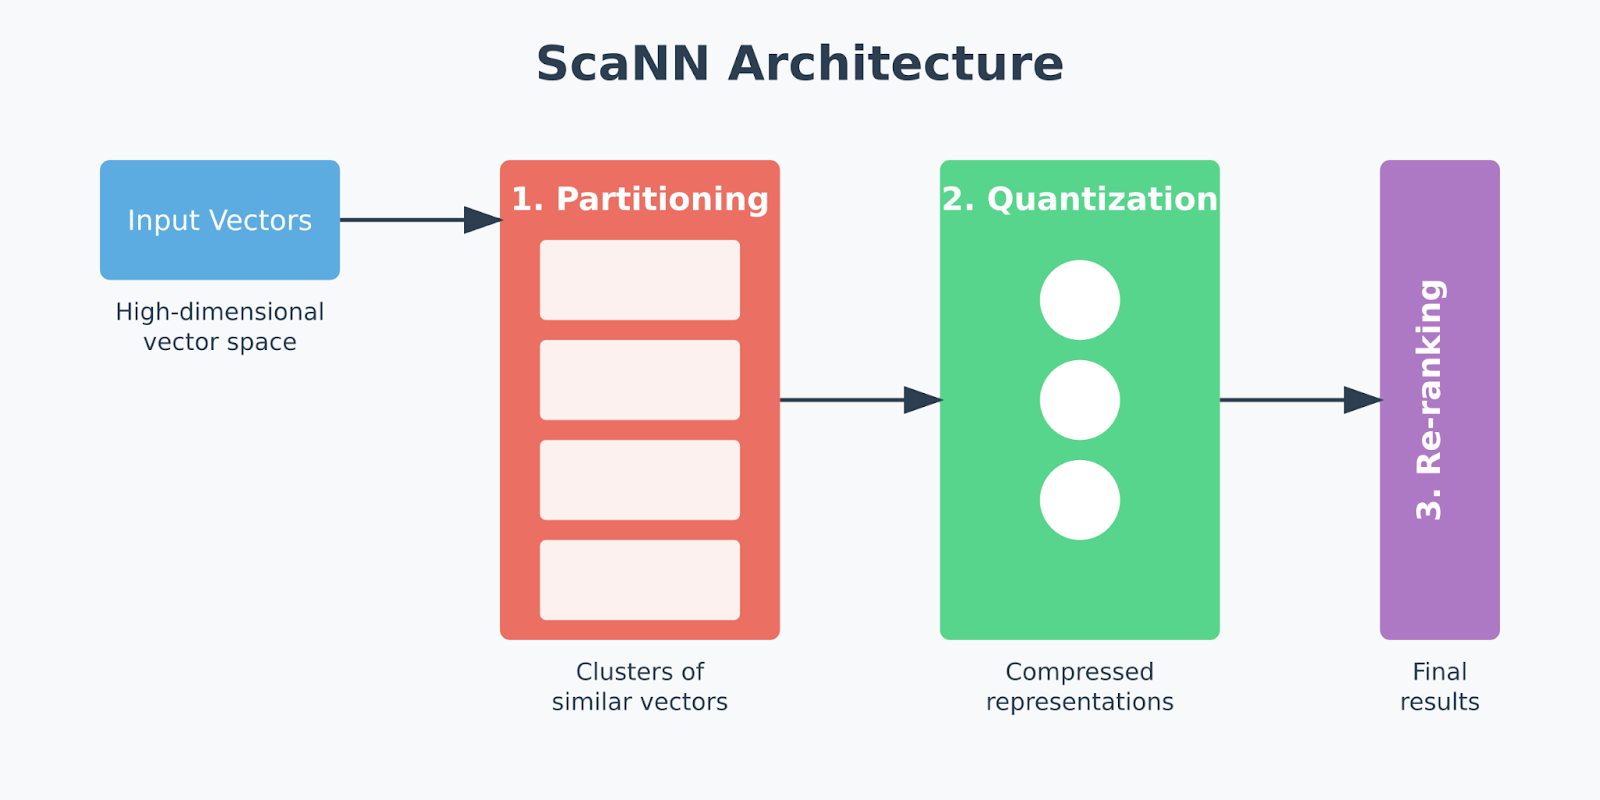 ScaNN Architecture
Input Vectors
High-dimensional
vector space
1. Partitioning
Clusters of
similar vectors
2. Quantization
Compressed
representations
3. Re-ranking
Final
results